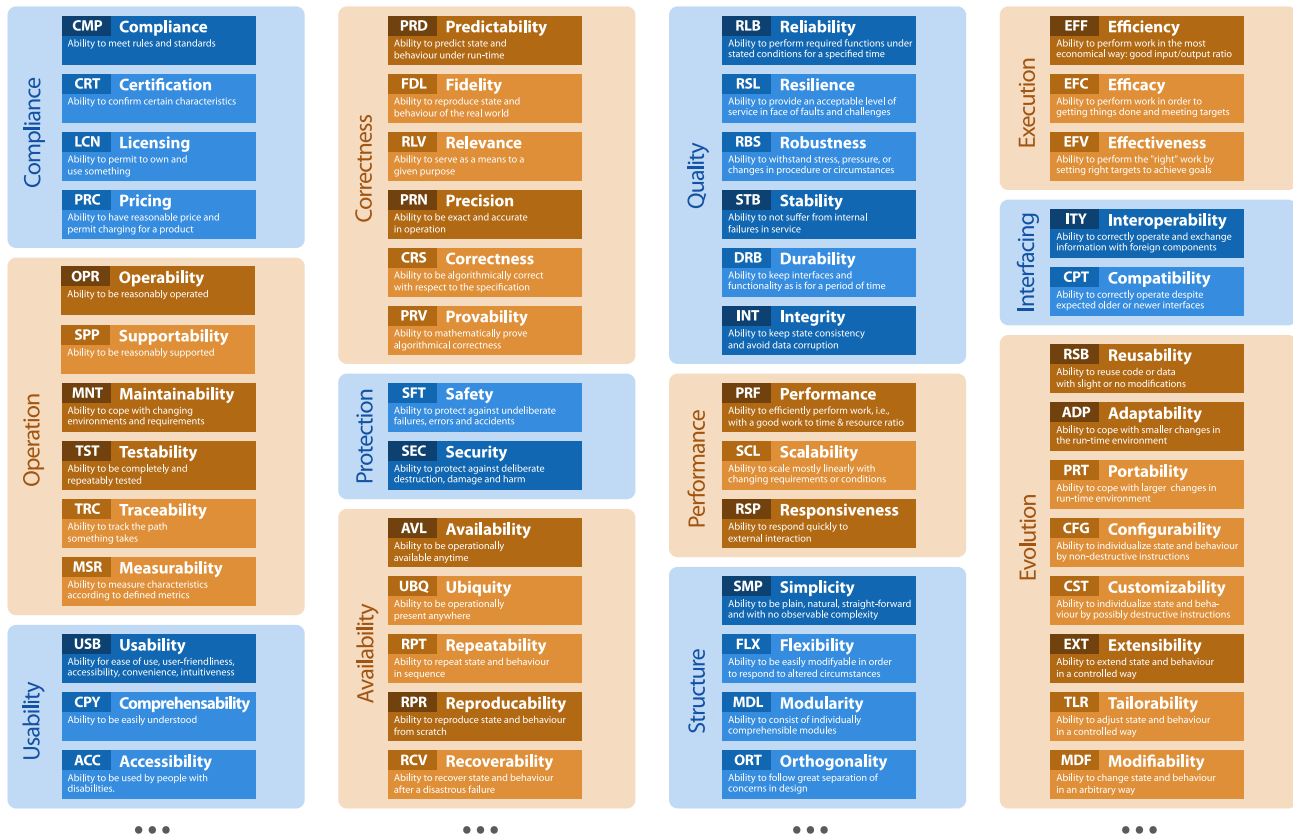 Compliance
CMP Compliance
Ability to meet rules and standards
CRT Certification
Ability to confirm certain characteristics
LCN Licensing
Ability to permit to own and
use something
PRC Pricing
Ability to have reasonable price and
permit charging for a product
Operation
OPR Operability
Ability to be reasonably operated
SPP Supportability
Ability to be reasonably supported
MNT Maintainability
Ability to cope with changing
environments and requirements
TST Testability
Ability to be completely and
repeatably tested
TRC Traceability
Ability to track the path
something takes
MSR Measurability
Ability to measure characteristics
according to defined metrics
Usability
USB Usability
Ability for ease of use, user-friendliness,
accessibility, convenience, intuitiveness
CPY Comprehensability
Ability to be easily understood
ACC Accessibility
Ability to be used by people with
disabilities.
•••
Correctness
PRD Predictability
Ability to predict state and
behaviour under run-time
FDL Fidelity
Ability to reproduce state and
behaviour of the real world
RLV Relevance
Ability to serve as a means to a
given purpose
PRN Precision
Ability to be exact and accurate
in operation
CRS Correctness
Ability to be algorithmically correct
with respect to the specification
PRV Provability
Ability to mathematically prove
algorithmical correctness
Protection
SFT Safety
Ability to protect against undeliberate
failures, errors and accidents
SEC Security
Ability to protect against deliberate
destruction, damage and harm
Availability
AVL Availability
Ability to be operationally
available anytime
UBQ Ubiquity
Ability to be operationally
present anywhere
RPT Repeatability
Ability to repeat state and behaviour
in sequence
RPR Reproducability
Ability to reproduce state and behaviour
from scratch
RCV Recoverability
Ability to recover state and behaviour
after a disastrous failure
•••
Quality
RLB Reliability
Ability to perform required functions under
stated conditions for a specified time
RSL Resilience
Ability to provide an acceptable level of
service in face of faults and challenges
RBS Robustness
Ability to withstand stress, pressure, or
changes in procedure or circumstances
STB Stability
Ability to not suffer from internal
failures in service
DRB Durability
Ability to keep interfaces and
functionality as is for a period of time
INT Integrity
Ability to keep state consistency
and avoid data corruption
Performance
PRF Performance
Ability to efficiently perform work, i.e.,
with a good work to time & resource ratio
SCL Scalability
Ability to scale mostly linearly with
changing requirements or conditions
RSP Responsiveness
Ability to respond quickly to
external interaction
Structure
SMP Simplicity
Ability to be plain, natural, straight-forward
and with no observable complexity
FLX Flexibility
Ability to be easily modifyable in order
to respond to altered circumstances
MDL Modularity
Ability to consist of individually
comprehensible modules
ORT Orthogonality
Ability to follow great separation of
concerns in design
•••
Execution
EFF Efficiency
Ability to perform work in the most
economical way: good input/output ratio
EFC Efficacy
Ability to perform work in order to
getting things done and meeting targets
EFV Effectiveness
Ability to perform the "right" work by
setting right targets to achieve goals
Interfacing
ITY Interoperability
Ability to correctly operate and exchange
information with foreign components
CPT Compatibility
Ability to correctly operate despite
expected older or newer interfaces
Evolution
RSB Reusability
Ability to reuse code or data
with slight or no modifications
ADP Adaptability
Ability to cope with smaller changes in
the run-time environment
PRT Portability
Ability to cope with larger changes in
run-time environment
CFG Configurability
Ability to individualize state and behaviour
by non-destructive instructions
CST Customizability
Ability to individualize state and beha-
viour by possibly destructive instructions
EXT Extensibility
Ability to extend state and behaviour
in a controlled way
TLR Tailorability
Ability to adjust state and behaviour
in a controlled way
MDF Modifiability
Ability to change state and behaviour
in an arbitrary way
•••